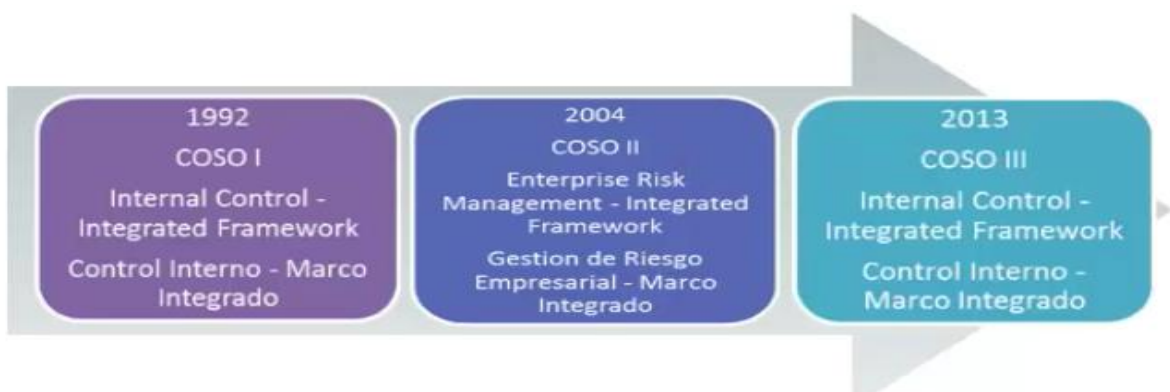 1992
COSO I
Internal Control -
Integrated Framework
Control Interno - Marco
Integrado
2004
COSO II
Enterprise Risk
Management - Integrated
Framework
Gestion de Riesgo
Empresarial - Marco
Integrado
2013
COSO III
Internal Control -
Integrated Framework
Control Interno -
Marco Integrado